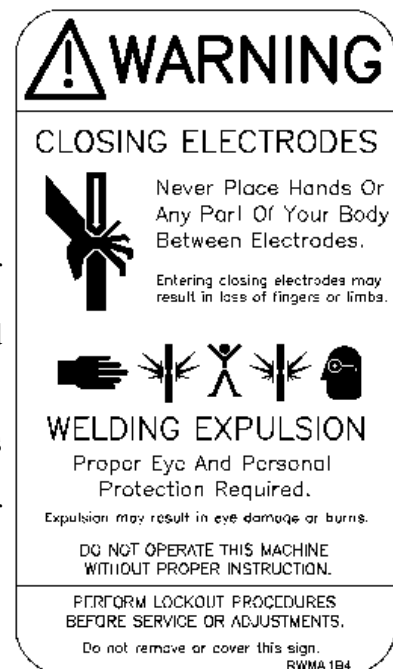 WARNING
CLOSING ELECTRODES
Never Place Hands Or
Any Part Of Your Body
Between Electrodes.
Entering closing electrodes may
result in loss of fingers or limbs.
WELDING EXPULSION
Proper Eye And Personal
Protection Required.
Expulsion may result in eye damage or burns.
DO NOT OPERATE THIS MACHINE
WITHOUT PROPER INSTRUCTION.
PERFORM LOCKOUT PROCEDURES
BEFORE SERVICE OR ADJUSTMENTS.
Do not remove or cover this sign.
RWMA 1B4